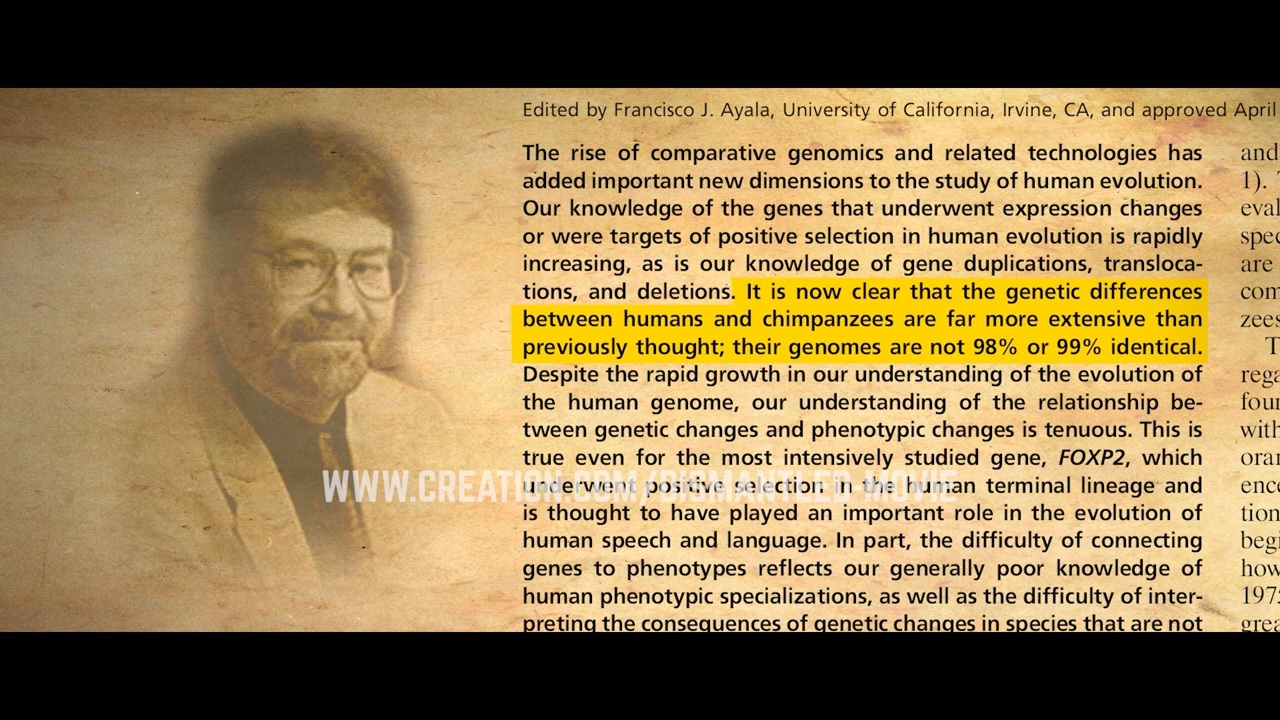 Edited by Francisco J. Ayala, University of California, Irvine, CA, and approved April
The rise of comparative genomics and related technologies has
added important new dimensions to the study of human evolution.
Our knowledge of the genes that underwent expression changes
or were targets of positive selection in human evolution is rapidly
increasing, as is our knowledge of gene duplications, transloca-
tions, and deletions. It is now clear that the genetic differences
between humans and chimpanzees are far more extensive than
previously thought; their genomes are not 98% or 99% identical.
Despite the rapid growth in our understanding of the evolution of
the human genome, our understanding of the relationship be-
tween genetic changes and phenotypic changes is tenuous. This is
true even for the most intensively studied gene, FOXP2, which
underwent positive selection in the human terminal lineage and
is thought to have played an important role in the evolution of
human speech and language. In part, the difficulty of connecting
genes to phenotypes reflects our generally poor knowledge of
human phenotypic specializations, as well as the difficulty of inter-
preting the consequences of genetic changes in species that are not
and
1). T
eval
spec
are
com
zees
T
rega
foun
with
oran
ence
tion
begi
how
197
grea
WWW.CREATION.COM/DISMANTLED-MOVIE